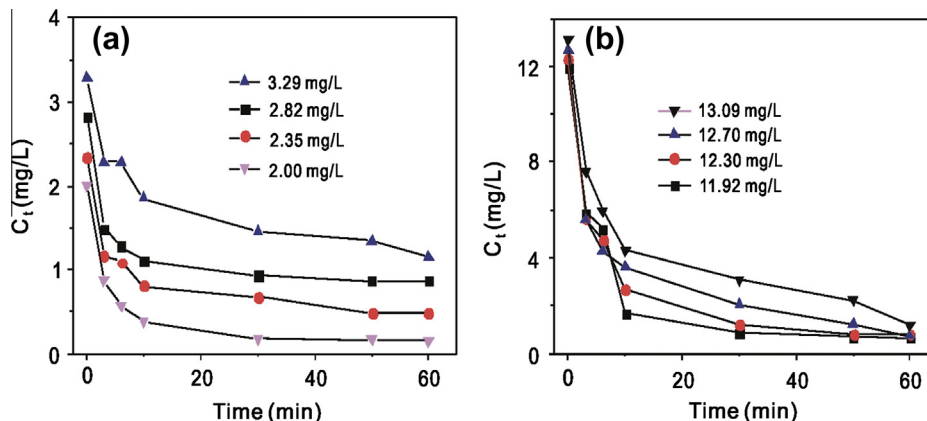 (a)
3.29 mg/L
2.82 mg/L
2.35 mg/L
2.00 mg/L
C_t (mg/L)
4
3
2
1
0
0 20 40 60
Time (min)
(b)
13.09 mg/L
12.70 mg/L
12.30 mg/L
11.92 mg/L
C_t (mg/L)
12
8
4
0
0 20 40 60
Time (min)